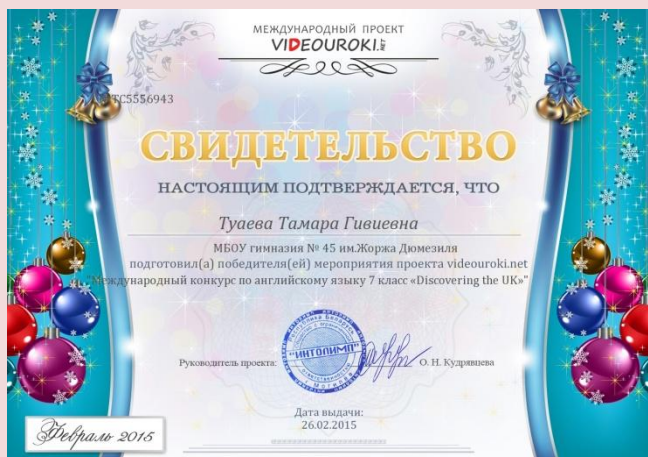 МЕЖДУНАРОДНЫЙ ПРОЕКТ
VIDEOUROKI.NET
ТС5556943
СВИДЕТЕЛЬСТВО
НАСТОЯЩИМ ПОДТВЕРЖДАЕТСЯ, ЧТО
Туаева Тамара Гивиевна
МБОУ гимназия № 45 им.Жоржа Дюмезиля
подготовил(а) победителя(ей) мероприятия проекта videouroki.net
"Международный конкурс по английскому языку 7 класс «Discovering the UK»"
Республика Беларусь
"ИНТОЛИМП"
Руководитель проекта:
О. Н. Кудрявцева
Дата выдачи:
26.02.2015
Февраль 2015